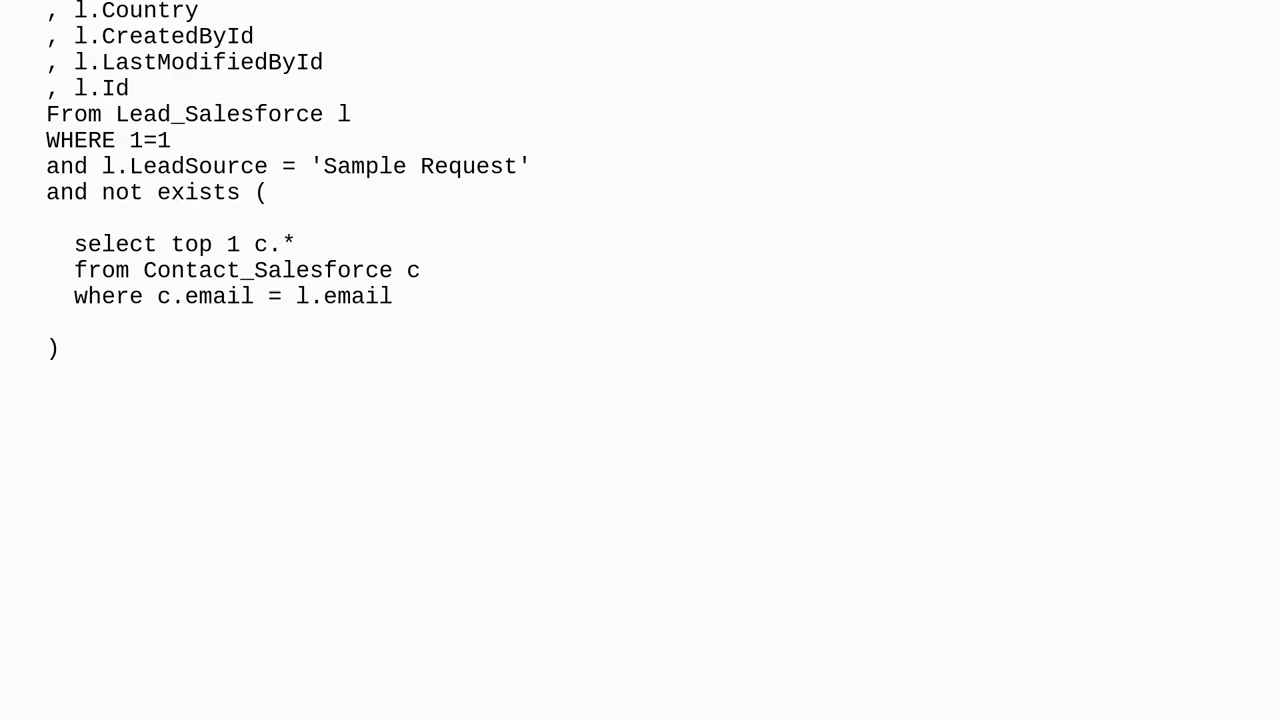 , l.Country
, l.CreatedById
, l.LastModifiedById
, l.Id
From Lead_Salesforce l
WHERE 1=1
and l.LeadSource = 'Sample Request'
and not exists (
select top 1 c.*
from Contact_Salesforce c
where c.email = l.email
)